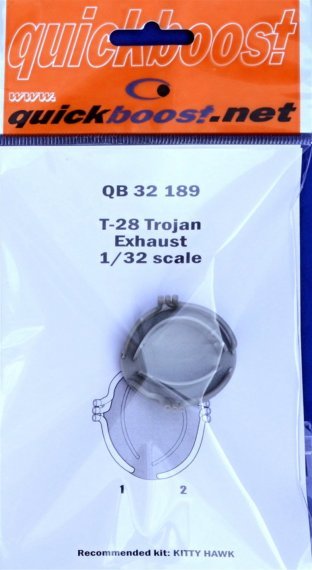 quickboost
www.
quickboost.net
QB 32 189
T-28 Trojan
Exhaust
1/32 scale
1 2
Recommended kit: KITTY HAWK